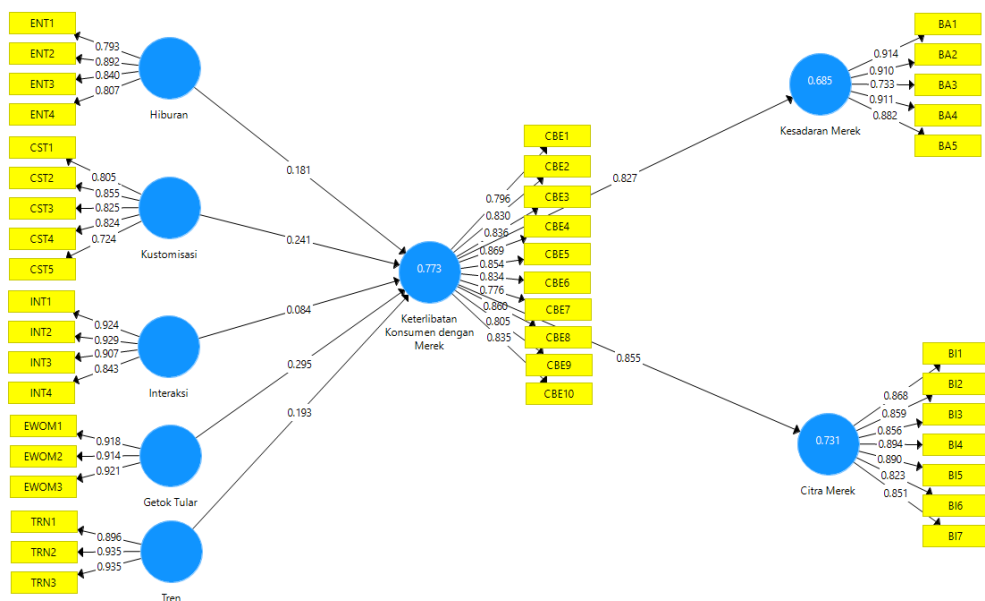 ENT1
ENT2
ENT3
ENT4
0.793
0.892
0.840
0.807
Hiburan
CST1
CST2
CST3
CST4
CST5
0.805
0.855
0.825
0.824
0.724
Kustomisasi
INT1
INT2
INT3
INT4
0.924
0.929
0.907
0.843
Interaksi
EWOM1
EWOM2
EWOM3
0.918
0.914
0.921
Getok Tular
TRN1
TRN2
TRN3
0.896
0.935
0.935
Tren
0.181
0.241
0.084
0.295
0.193
0.773
Keterlibatan
Konsumen dengan
Merek
0.796
0.830
0.836
0.869
0.854
0.834
0.776
0.860
0.805
0.835
CBE1
CBE2
CBE3
CBE4
CBE5
CBE6
CBE7
CBE8
CBE9
CBE10
0.827
0.855
0.685
Kesadaran Merek
0.914
0.910
0.733
0.911
0.882
BA1
BA2
BA3
BA4
BA5
0.731
Citra Merek
0.868
0.859
0.856
0.894
0.890
0.823
0.851
BI1
BI2
BI3
BI4
BI5
BI6
BI7